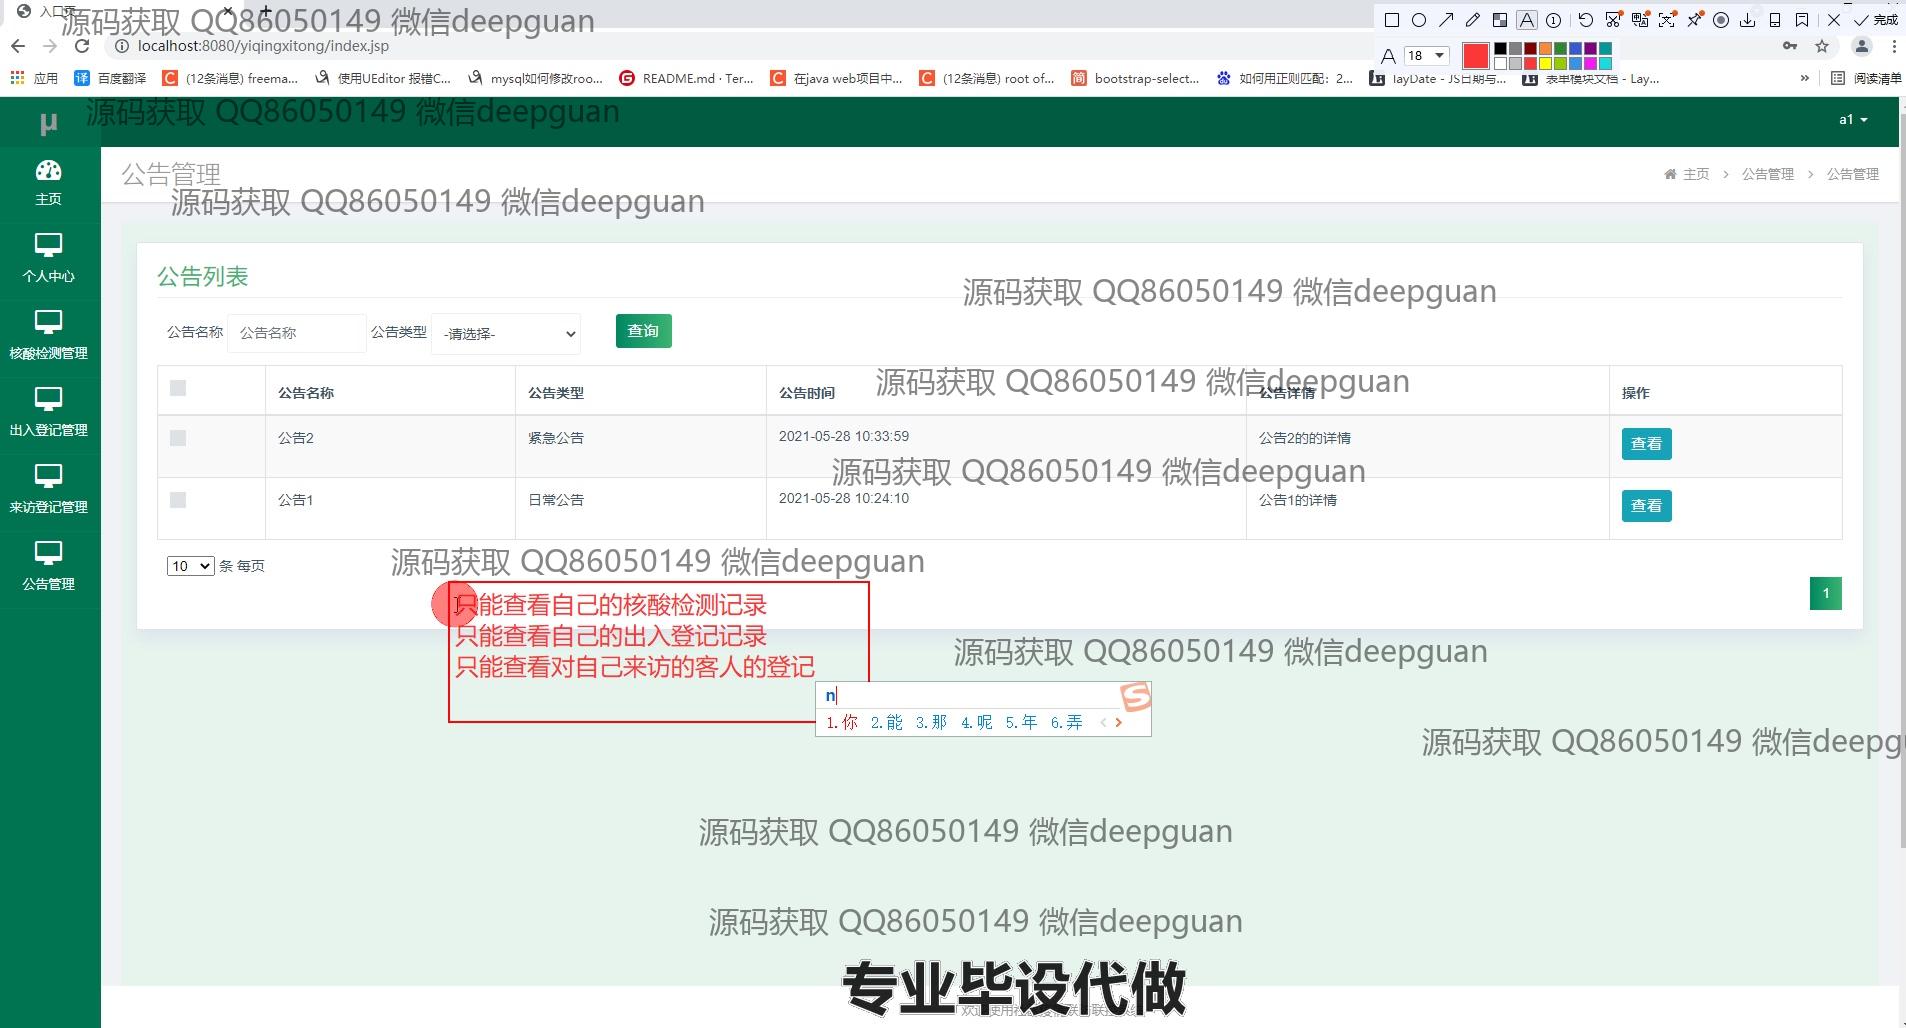 入口页
源码获取 QQ86050149 微信deepguan
完成
localhost:8080/yiqingxitong/index.jsp
18
应用
百度翻译
(12条消息) freema...
使用UEditor 报错C...
mysql如何修改roo...
README.md · Ter...
在java web项目中...
(12条消息) root of...
bootstrap-select...
如何用正则匹配：2...
layDate - JS日期与...
表单模块文档 - Lay...
阅读清单
源码获取 QQ86050149 微信deepguan
μ
a1
主页
个人中心
核酸检测管理
出入登记管理
来访登记管理
公告管理
公告管理
主页 > 公告管理 > 公告管理
源码获取 QQ86050149 微信deepguan
公告列表
源码获取 QQ86050149 微信deepguan
公告名称 公告名称 公告类型 -请选择- 查询
源码获取 QQ86050149 微信deepguan
公告名称 公告类型 公告时间 公告详情 操作
公告2 紧急公告 2021-05-28 10:33:59 公告2的的详情 查看
源码获取 QQ86050149 微信deepguan
公告1 日常公告 2021-05-28 10:24:10 公告1的详情 查看
10 条 每页
源码获取 QQ86050149 微信deepguan
1
只能查看自己的核酸检测记录
只能查看自己的出入登记记录
只能查看对自己来访的客人的登记
源码获取 QQ86050149 微信deepguan
n
1.你 2.能 3.那 4.呢 5.年 6.弄
源码获取 QQ86050149 微信deepg
源码获取 QQ86050149 微信deepguan
源码获取 QQ86050149 微信deepguan
专业毕设代做